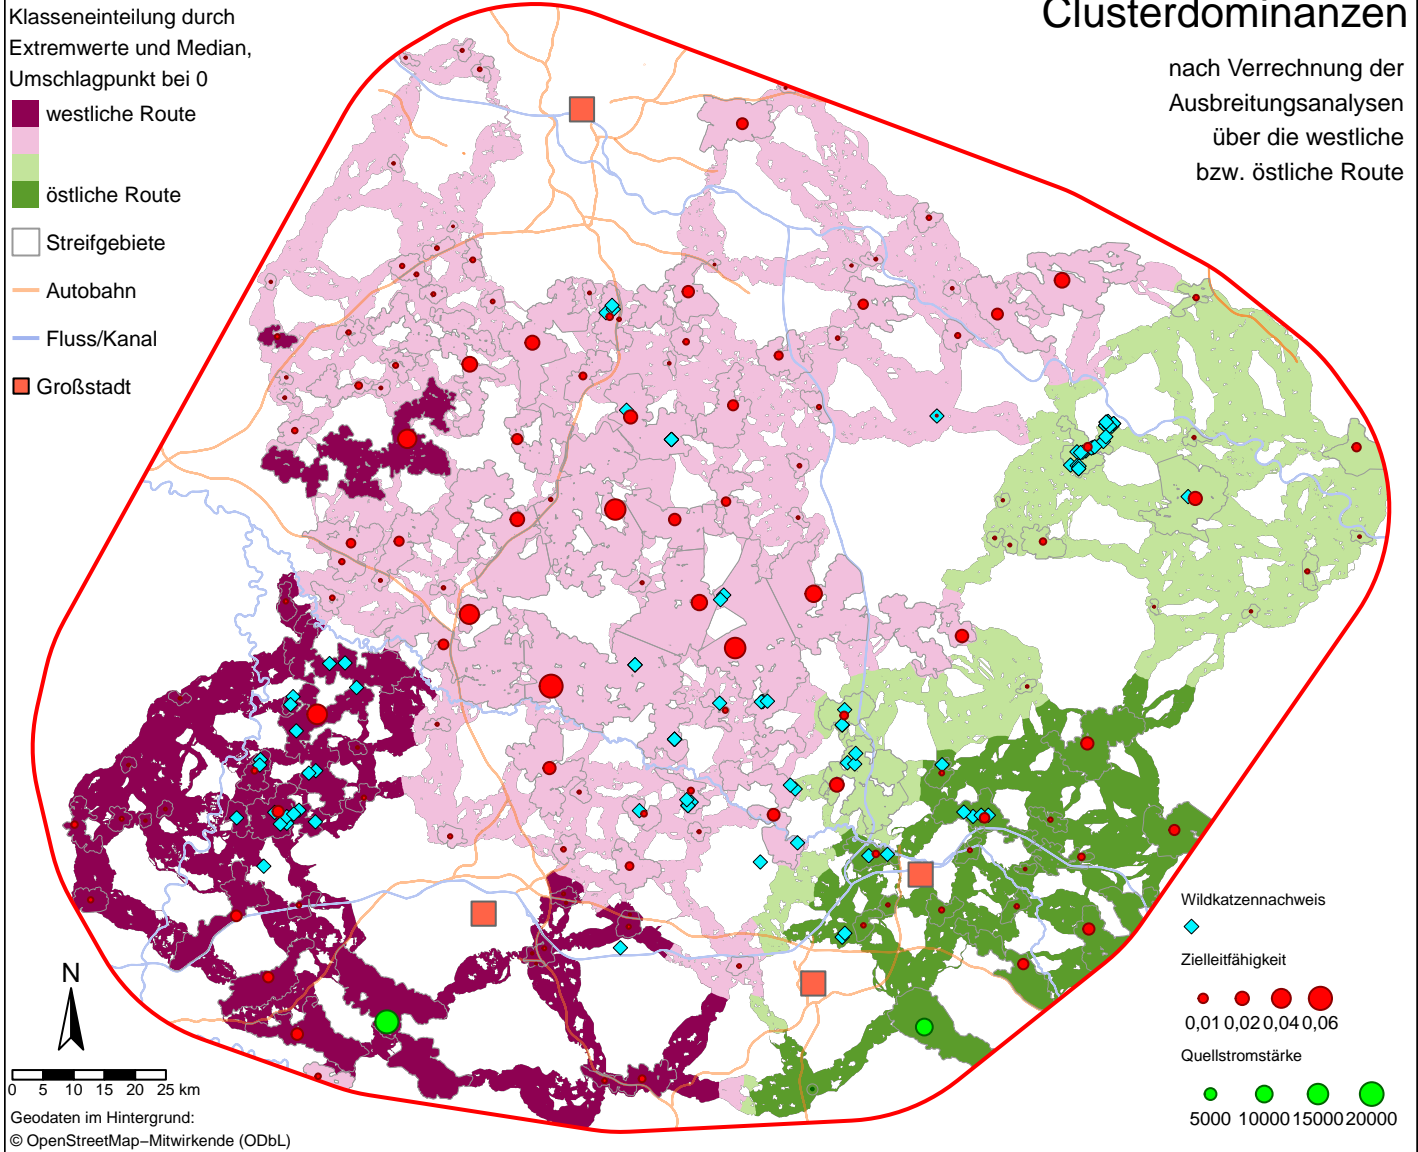 Clusterdominanzen
nach Verrechnung der
Ausbreitungsanalysen
über die westliche
bzw. östliche Route
Klasseneinteilung durch
Extremwerte und Median,
Umschlagpunkt bei 0
westliche Route
östliche Route
Streifgebiete
Autobahn
Fluss/Kanal
Großstadt
Wildkatzennachweis
Zielleitfähigkeit
0,01 0,02 0,04 0,06
Quellstromstärke
5000 10000 15000 20000
N
0 5 10 15 20 25 km
Geodaten im Hintergrund:
© OpenStreetMap–Mitwirkende (ODbL)